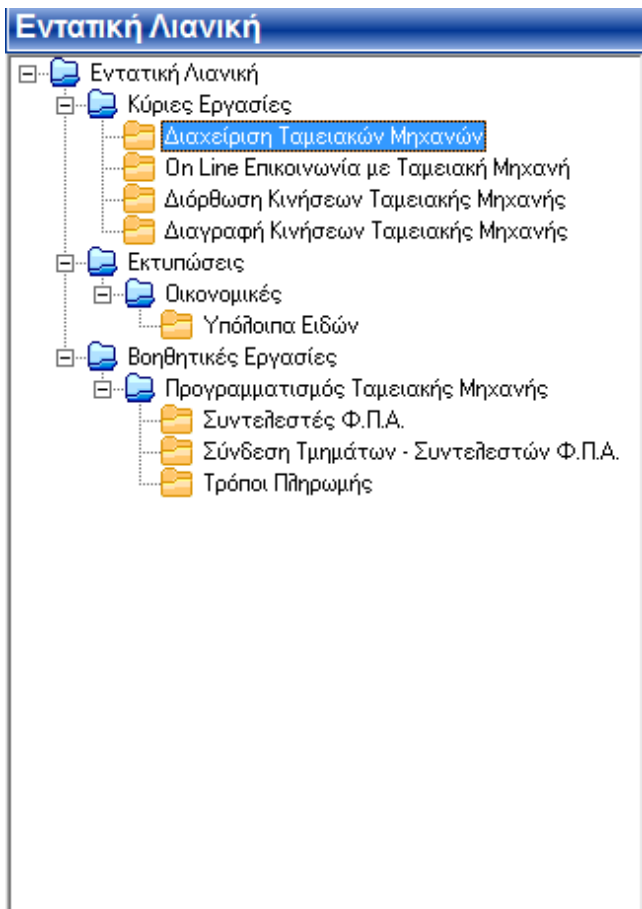 Εντατική Λιανική
Εντατική Λιανική
Κύριες Εργασίες
Διαχείριση Ταμειακών Μηχανών
On Line Επικοινωνία με Ταμειακή Μηχανή
Διόρθωση Κινήσεων Ταμειακής Μηχανής
Διαγραφή Κινήσεων Ταμειακής Μηχανής
Εκτυπώσεις
Οικονομικές
Υπόλοιπα Ειδών
Βοηθητικές Εργασίες
Προγραμματισμός Ταμειακής Μηχανής
Συντελεστές Φ.Π.Α.
Σύνδεση Τμημάτων - Συντελεστών Φ.Π.Α.
Τρόποι Πληρωμής